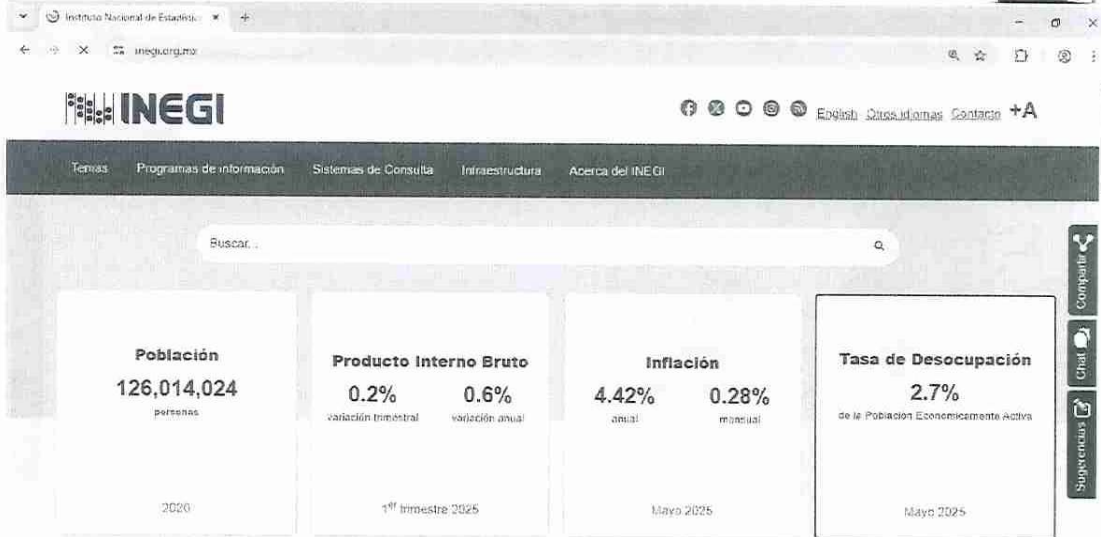 Instituto Nacional de Estadístic
inegi.org.mx
INEGI
English Otros idiomas Contacto +A
Temas Programas de información Sistemas de Consulta Infraestructura Acerca del INEGI
Buscar...
Compartir
Chat
Sugerencias
Población
126,014,024
personas
2020
Producto Interno Bruto
0.2% 0.6%
variación trimestral variación anual
1er trimestre 2025
Inflación
4.42% 0.28%
anual mensual
Mayo 2025
Tasa de Desocupación
2.7%
de la Población Economicamente Activa
Mayo 2025